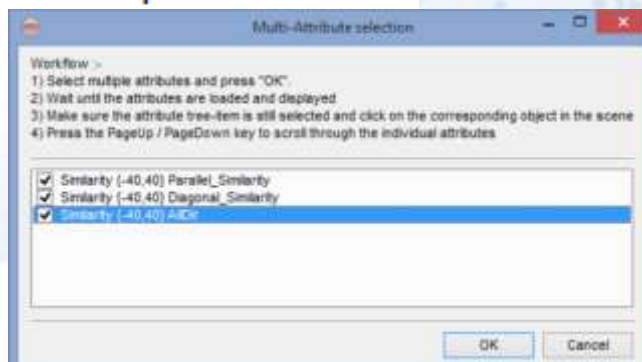 Multi-Attribute selection
Workflow :-
1) Select multiple attributes and press "OK".
2) Wait until the attributes are loaded and displayed
3) Make sure the attribute tree-item is still selected and click on the corresponding object in the scene
4) Press the PageUp / PageDown key to scroll through the individual attributes
Similarity {-40,40} Parallel_Similarity
Similarity {-40,40} Diagonal_Similarity
Similarity {-40,40} AllDir
OK Cancel